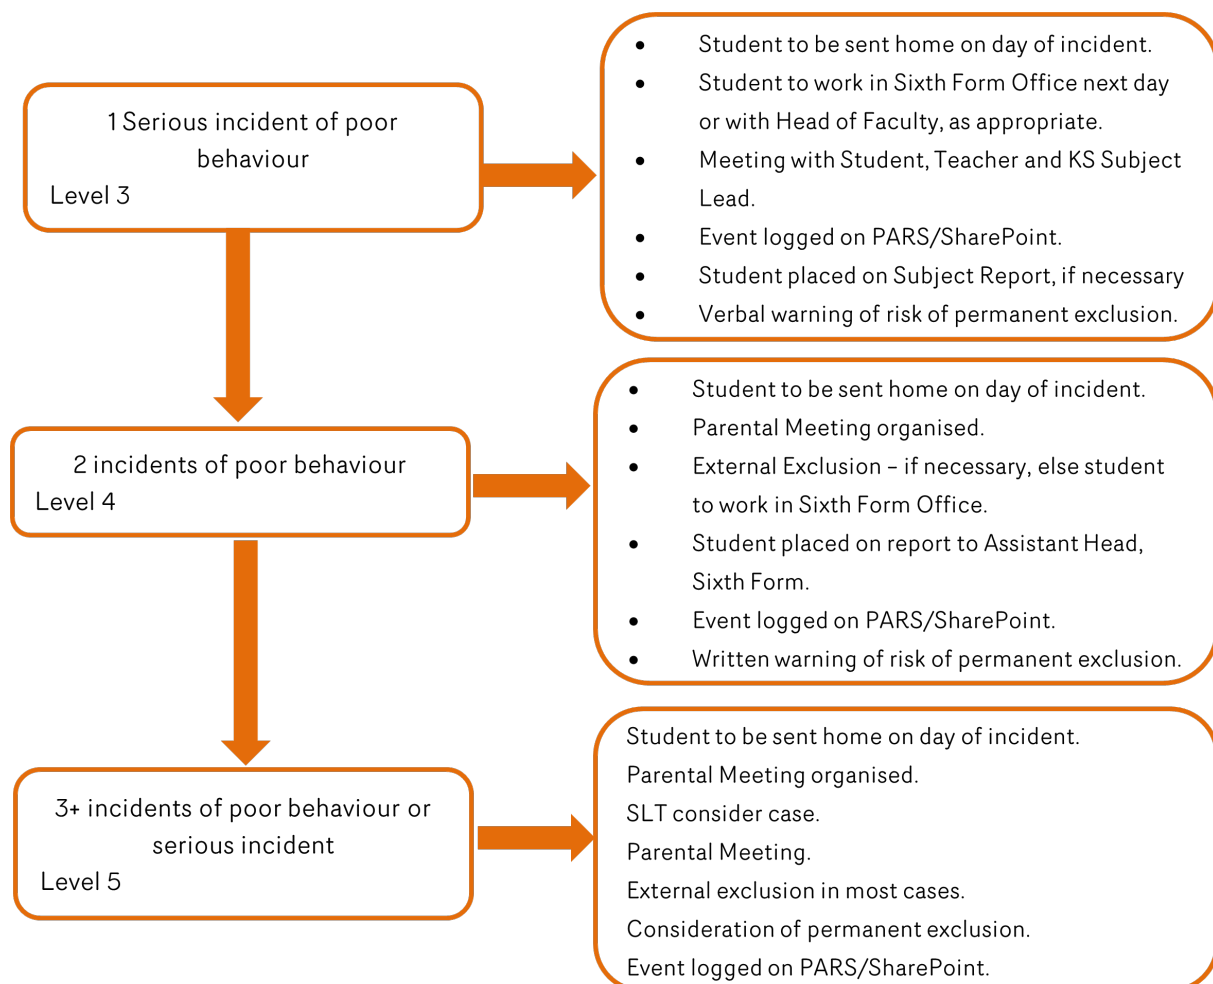 1 Serious incident of poor
behaviour
Level 3
• Student to be sent home on day of incident.
• Student to work in Sixth Form Office next day
or with Head of Faculty, as appropriate.
• Meeting with Student, Teacher and KS Subject
Lead.
• Event logged on PARS/SharePoint.
• Student placed on Subject Report, if necessary
• Verbal warning of risk of permanent exclusion.
2 incidents of poor behaviour
Level 4
• Student to be sent home on day of incident.
• Parental Meeting organised.
• External Exclusion – if necessary, else student
to work in Sixth Form Office.
• Student placed on report to Assistant Head,
Sixth Form.
• Event logged on PARS/SharePoint.
• Written warning of risk of permanent exclusion.
3+ incidents of poor behaviour or
serious incident
Level 5
Student to be sent home on day of incident.
Parental Meeting organised.
SLT consider case.
Parental Meeting.
External exclusion in most cases.
Consideration of permanent exclusion.
Event logged on PARS/SharePoint.